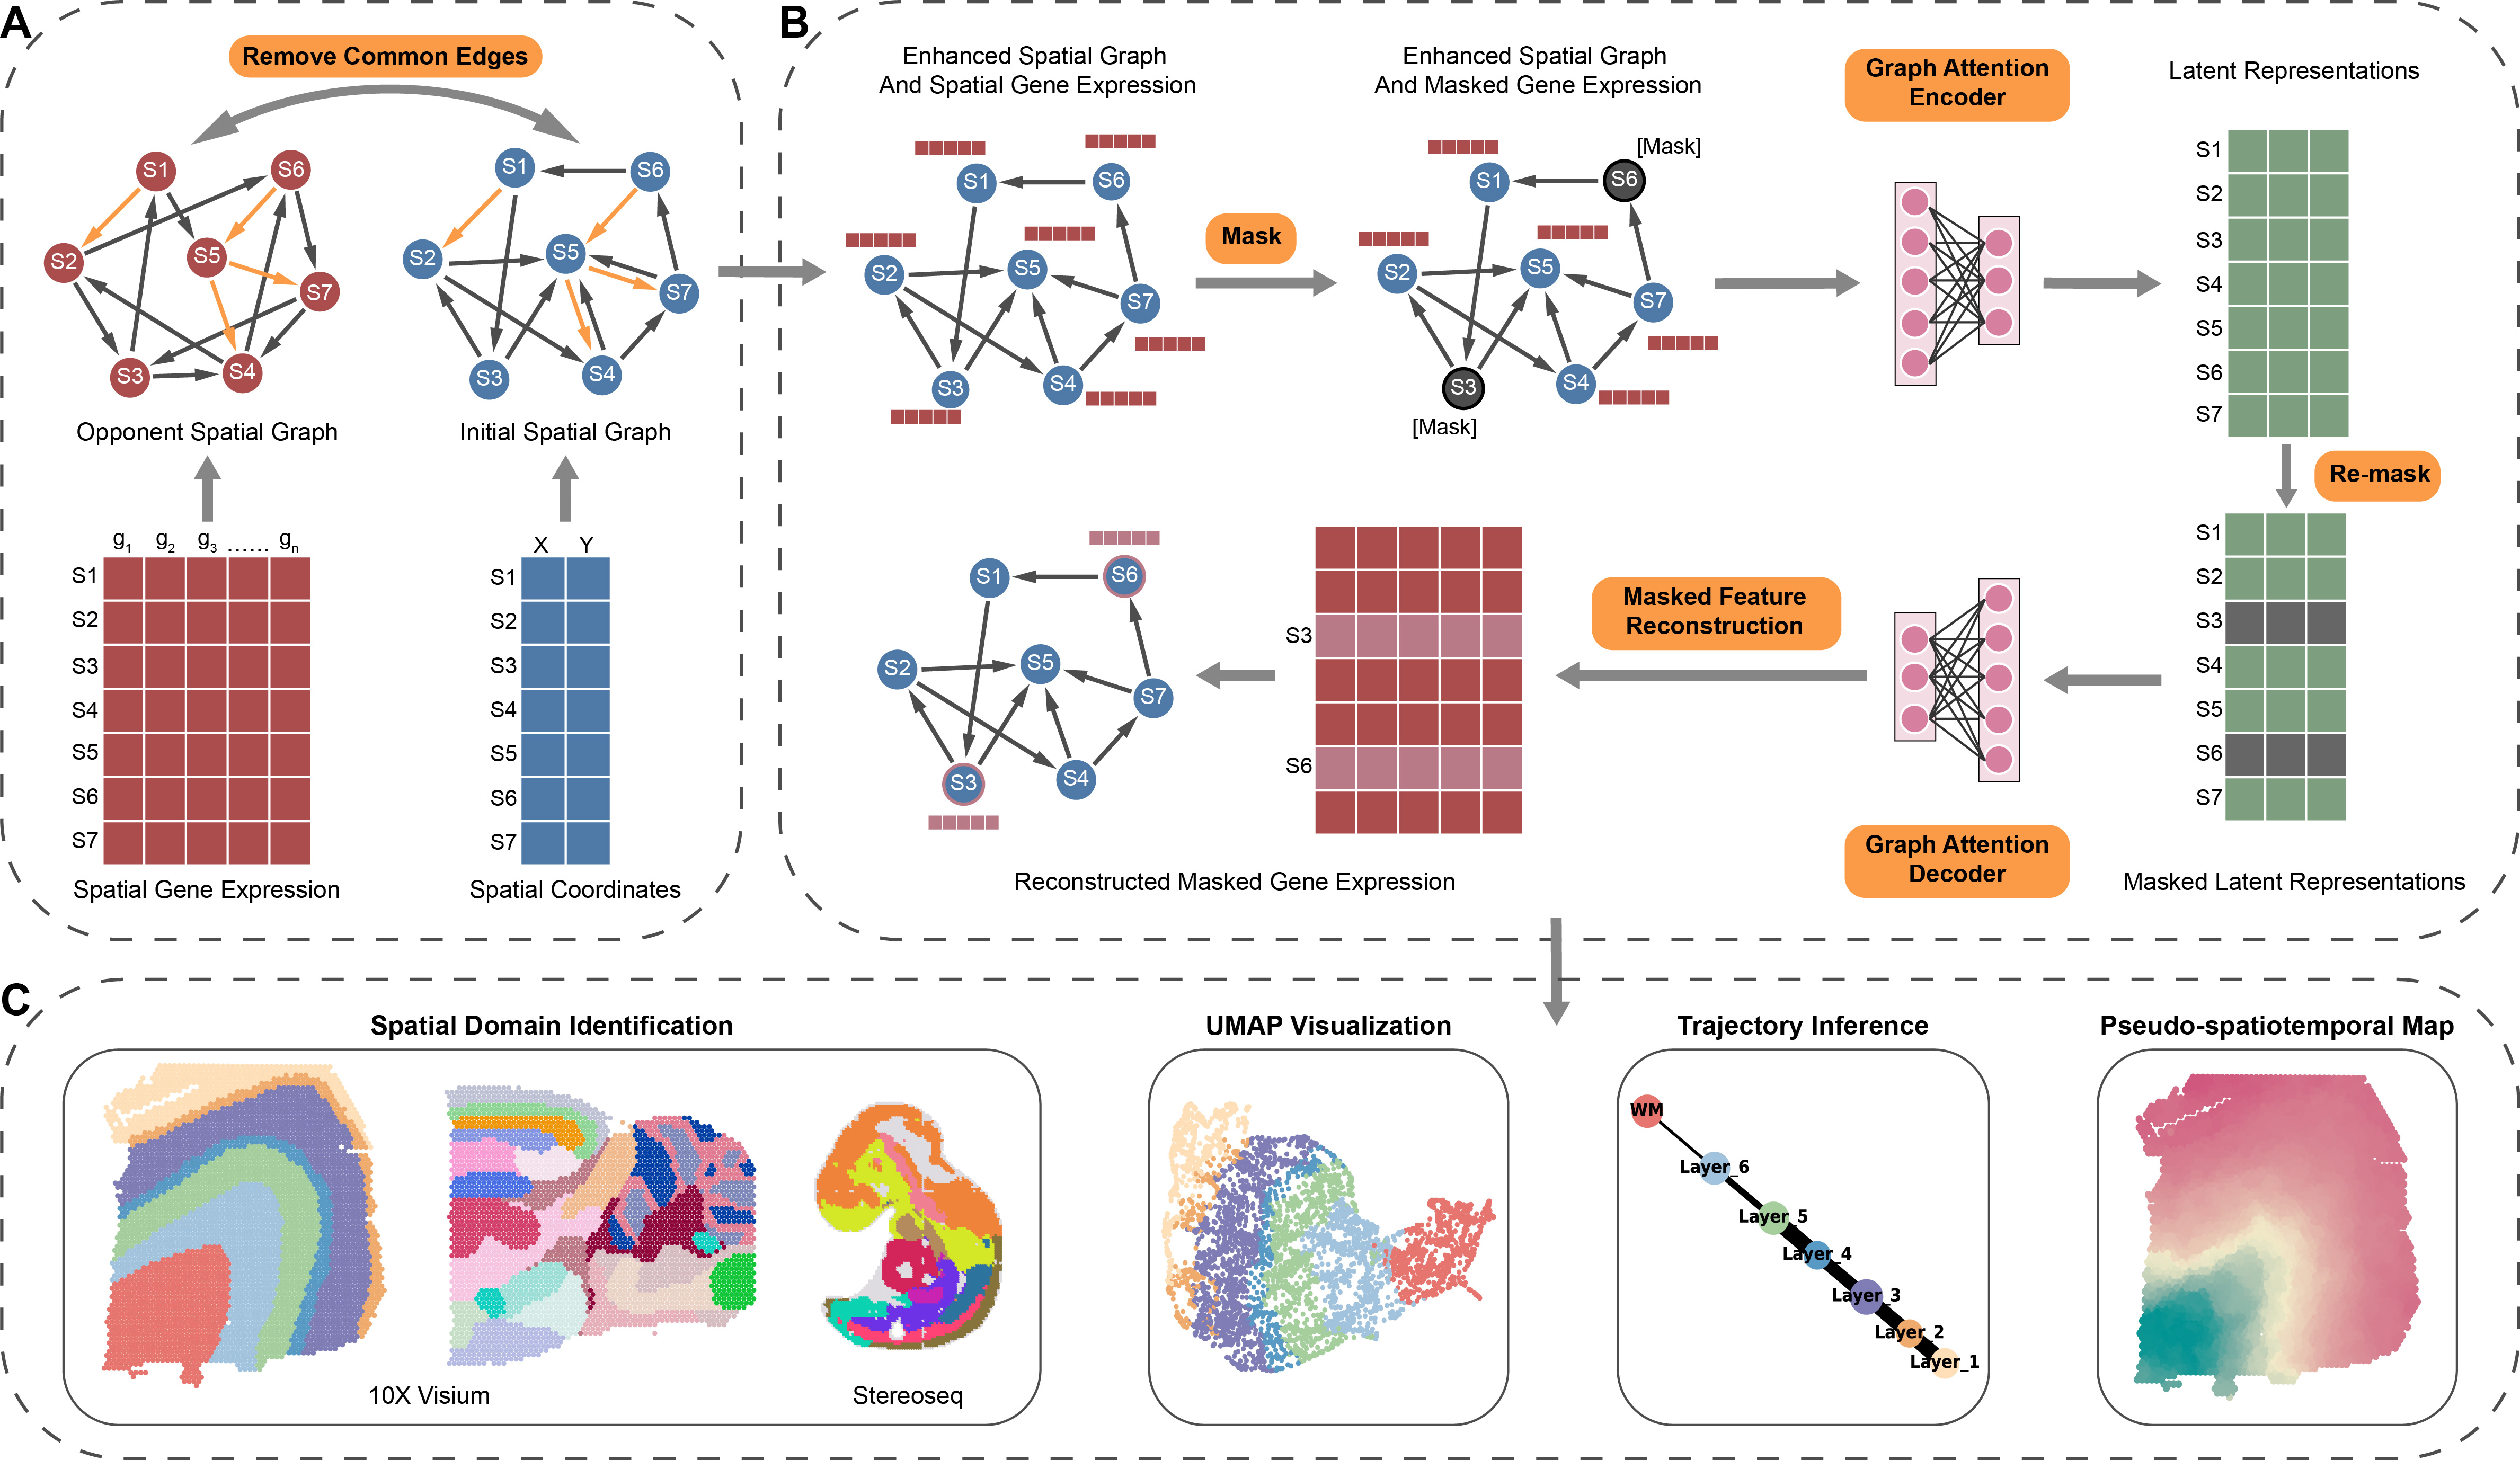 A
Remove Common Edges
S1
S6
S2
S5
S7
S3
S4
Opponent Spatial Graph
S1
S6
S2
S5
S7
S3
S4
Initial Spatial Graph
g1 g2 g3 ...... gn
S1
S2
S3
S4
S5
S6
S7
Spatial Gene Expression
X Y
S1
S2
S3
S4
S5
S6
S7
Spatial Coordinates
B
Enhanced Spatial Graph
And Spatial Gene Expression
S1
S6
S2
S5
S7
S3
S4
Mask
Enhanced Spatial Graph
And Masked Gene Expression
[Mask]
S1
S6
S2
S5
S7
S3
S4
[Mask]
Graph Attention
Encoder
Latent Representations
S1
S2
S3
S4
S5
S6
S7
Re-mask
S1
S2
S3
S4
S5
S6
S7
Masked Latent Representations
Graph Attention
Decoder
Masked Feature
Reconstruction
S3
S6
S1
S6
S2
S5
S7
S3
S4
Reconstructed Masked Gene Expression
C
Spatial Domain Identification
10X Visium
Stereoseq
UMAP Visualization
Trajectory Inference
WM
Layer_6
Layer_5
Layer_4
Layer_3
Layer_2
Layer_1
Pseudo-spatiotemporal Map